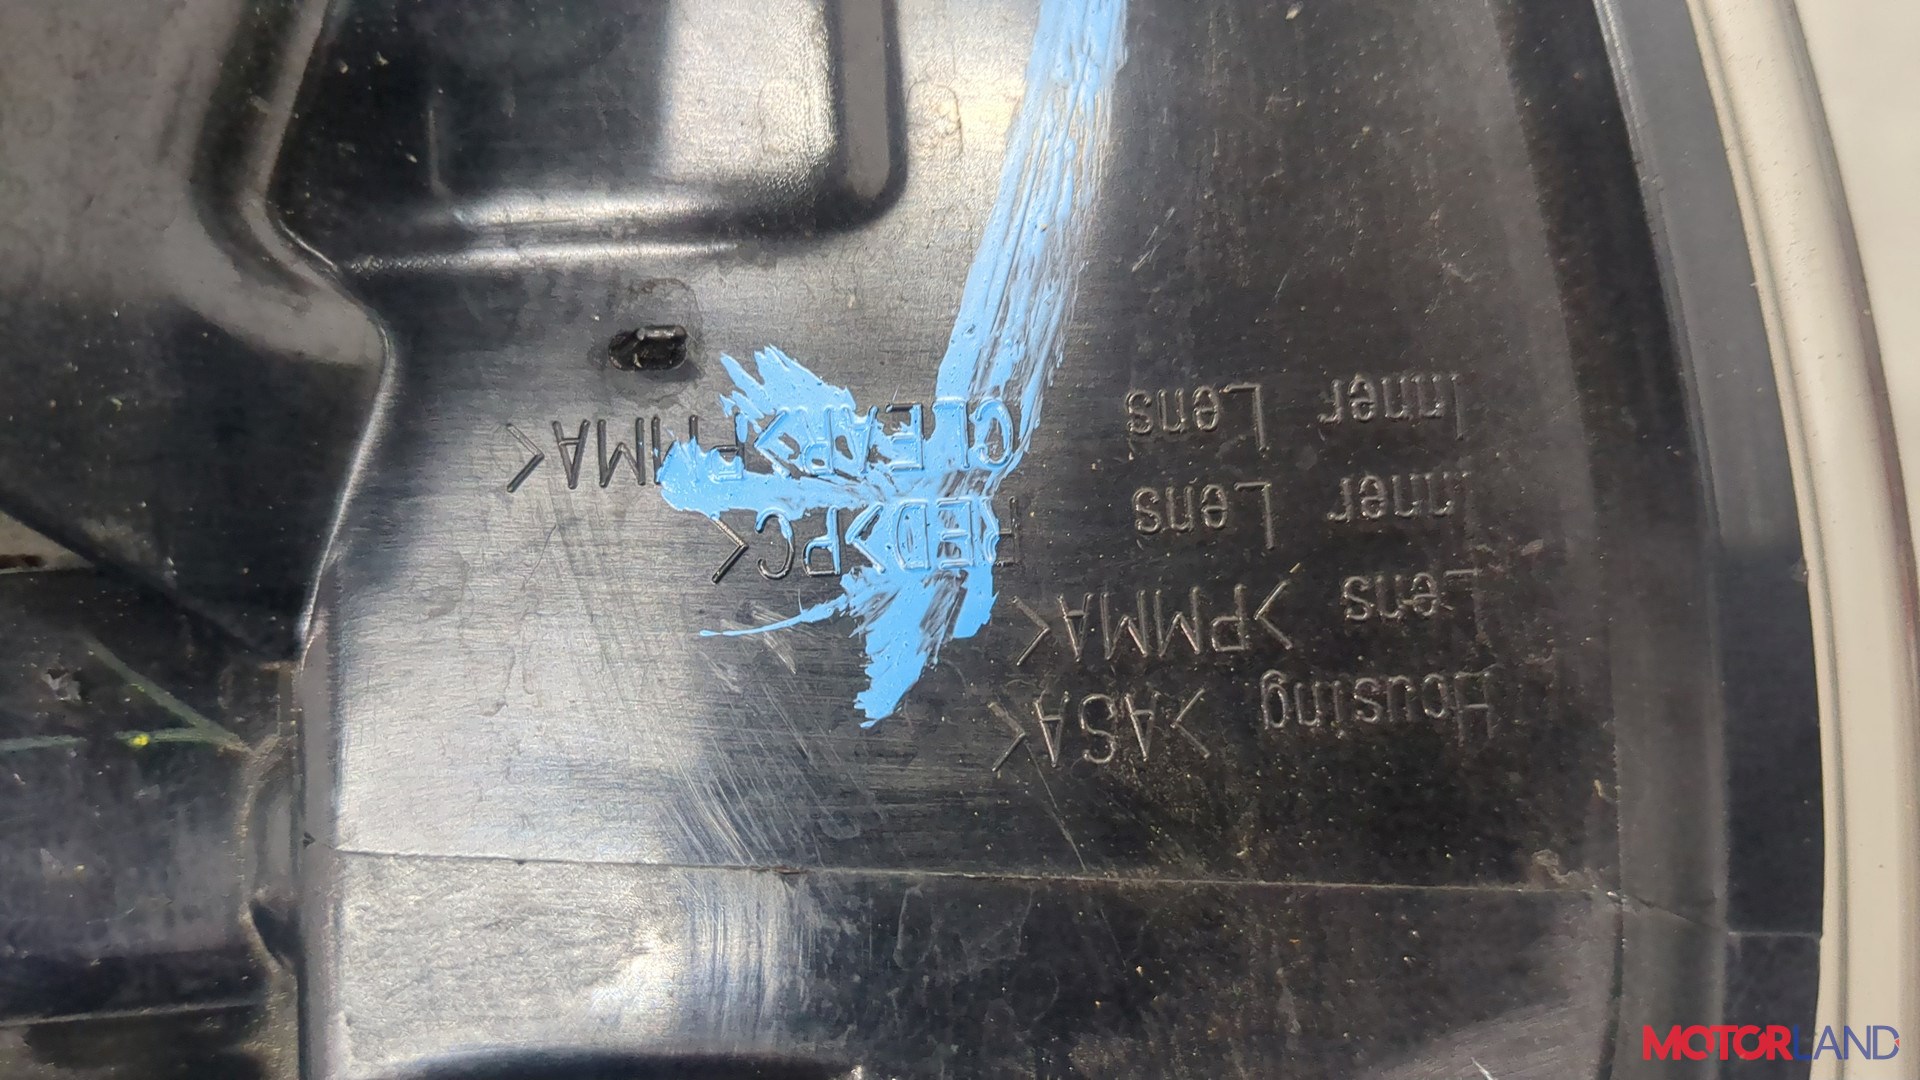 Housing >ASA<
Lens >PMMA<
Inner Lens RED>PC<
Inner Lens CLEAR>PMMA<
MOTORLAND